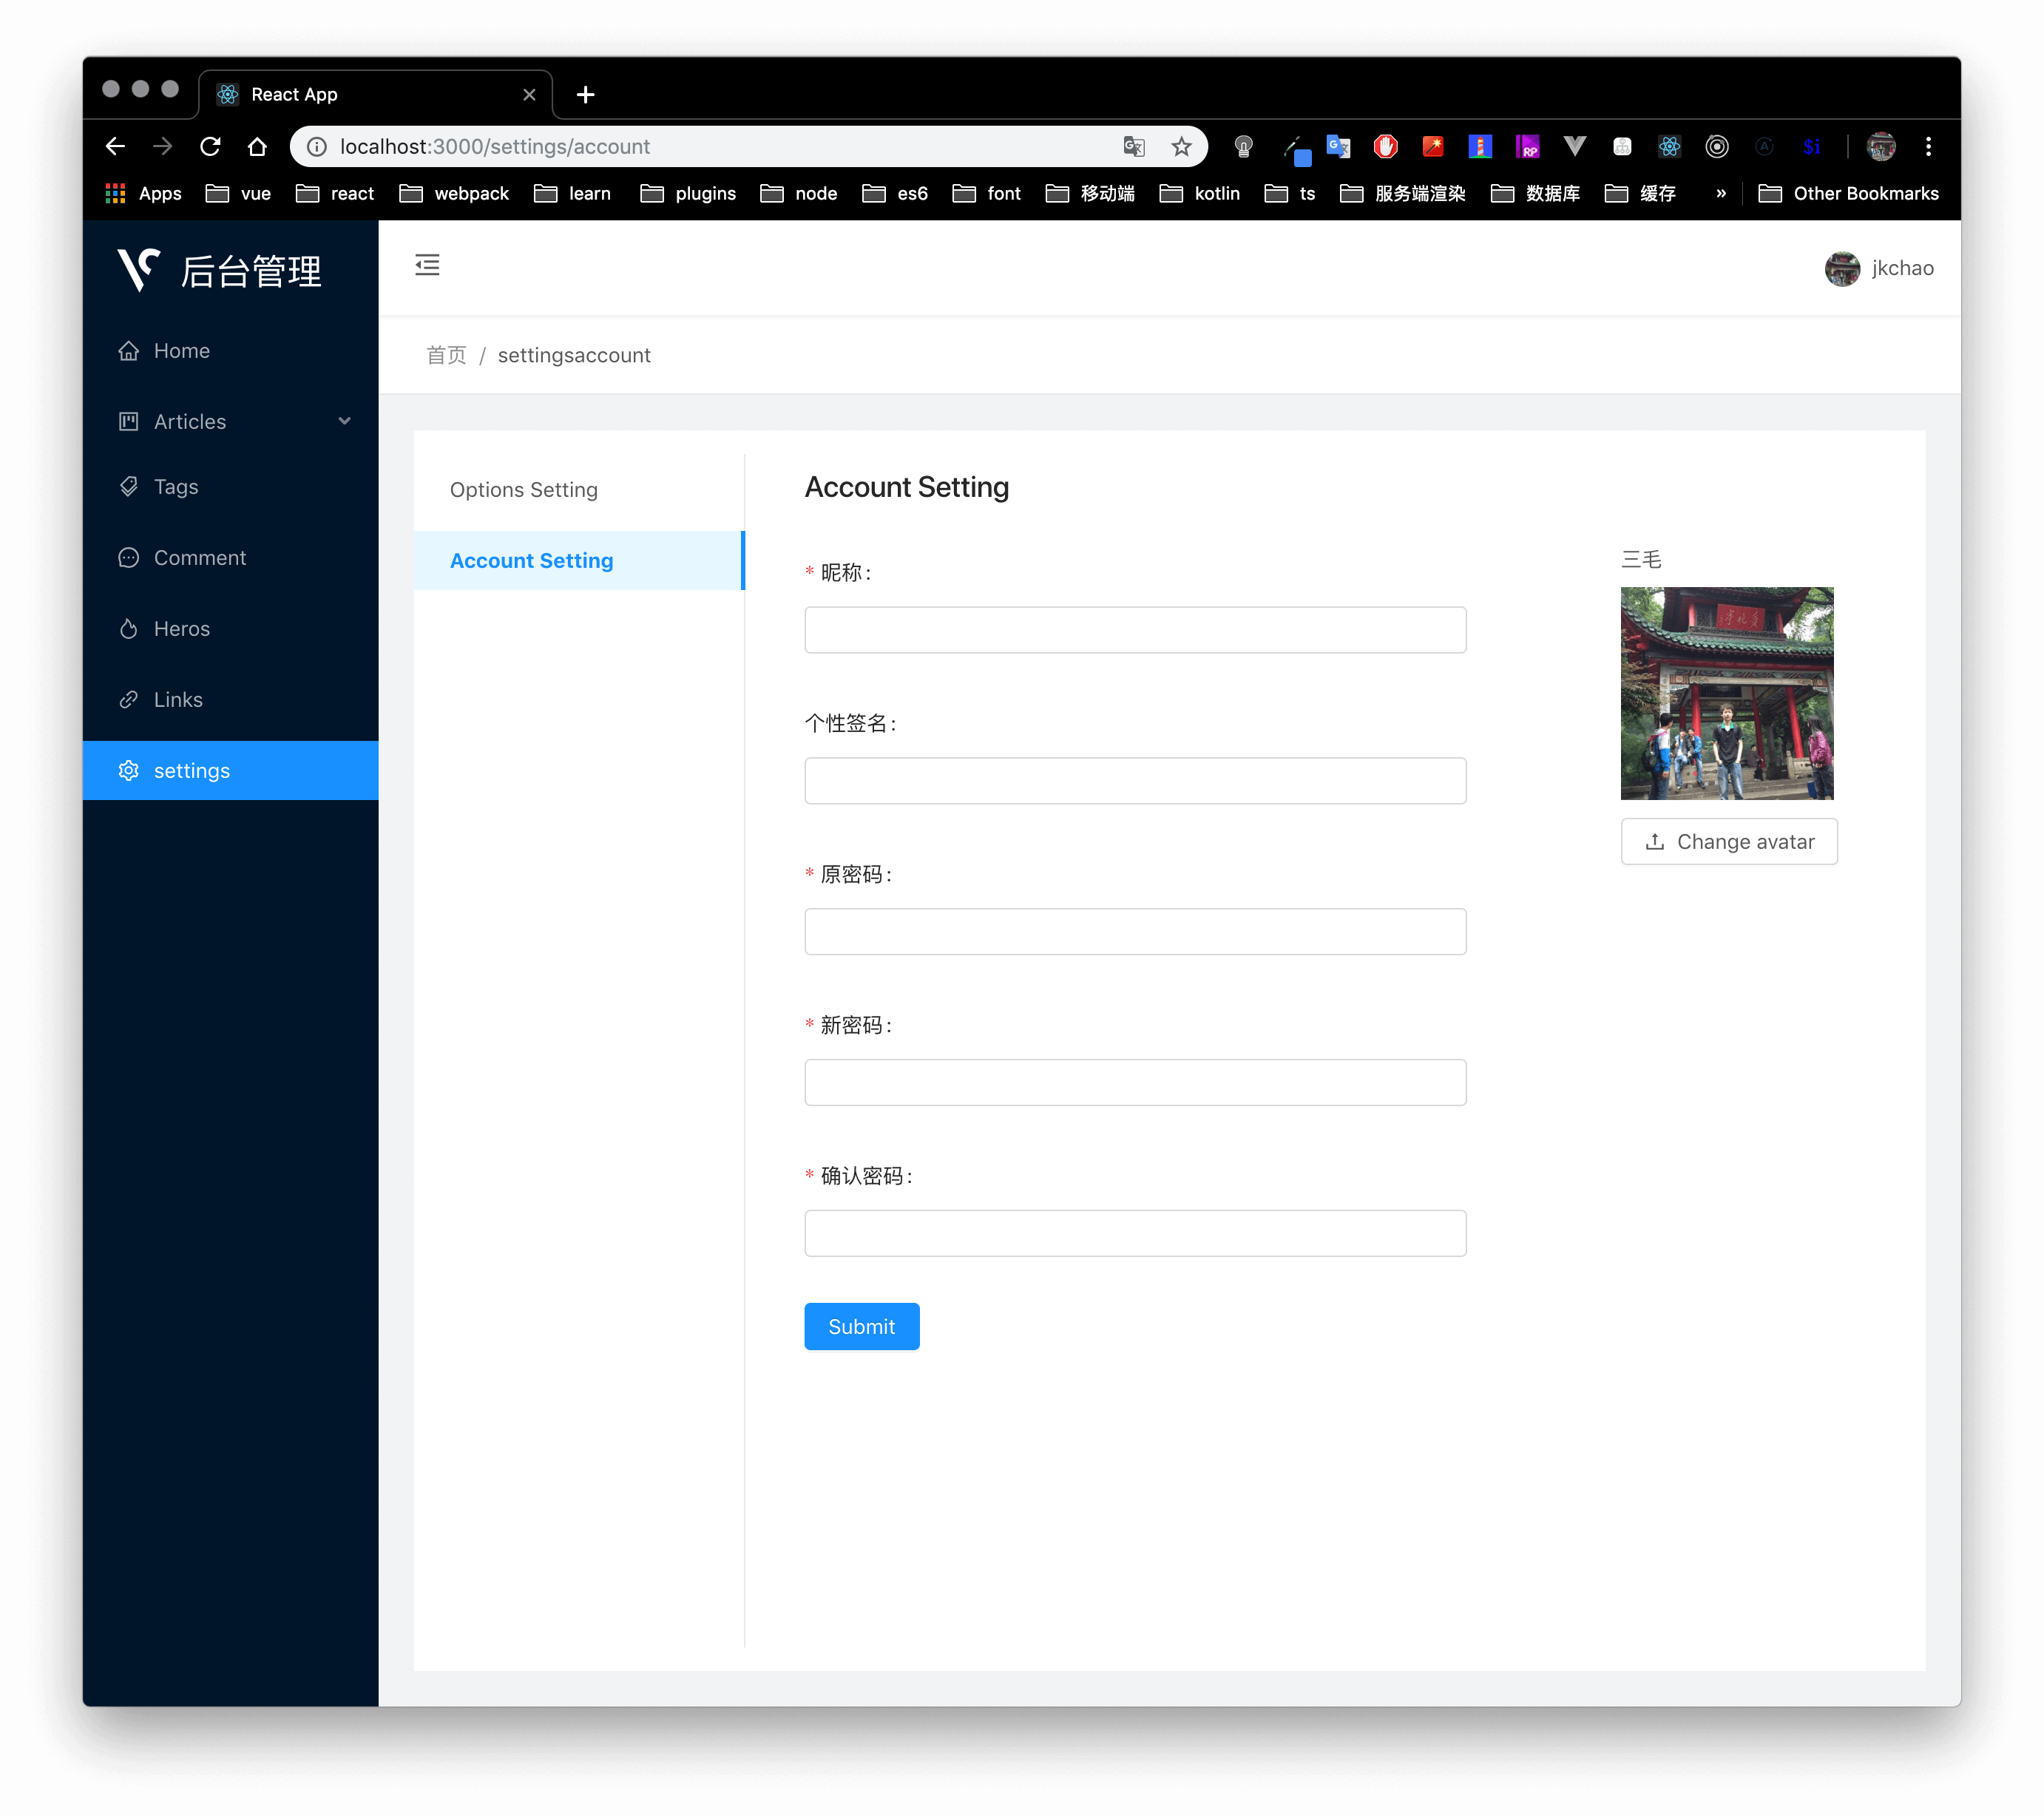 React App
localhost:3000/settings/account
Apps vue react webpack learn plugins node es6 font 移动端 kotlin ts 服务端渲染 数据库 缓存 » Other Bookmarks
后台管理
jkchao
首页 / settingsaccount
Home
Articles
Tags
Comment
Heros
Links
settings
Options Setting
Account Setting
Account Setting
* 昵称:
个性签名:
* 原密码:
* 新密码:
* 确认密码:
Submit
三毛
Change avatar